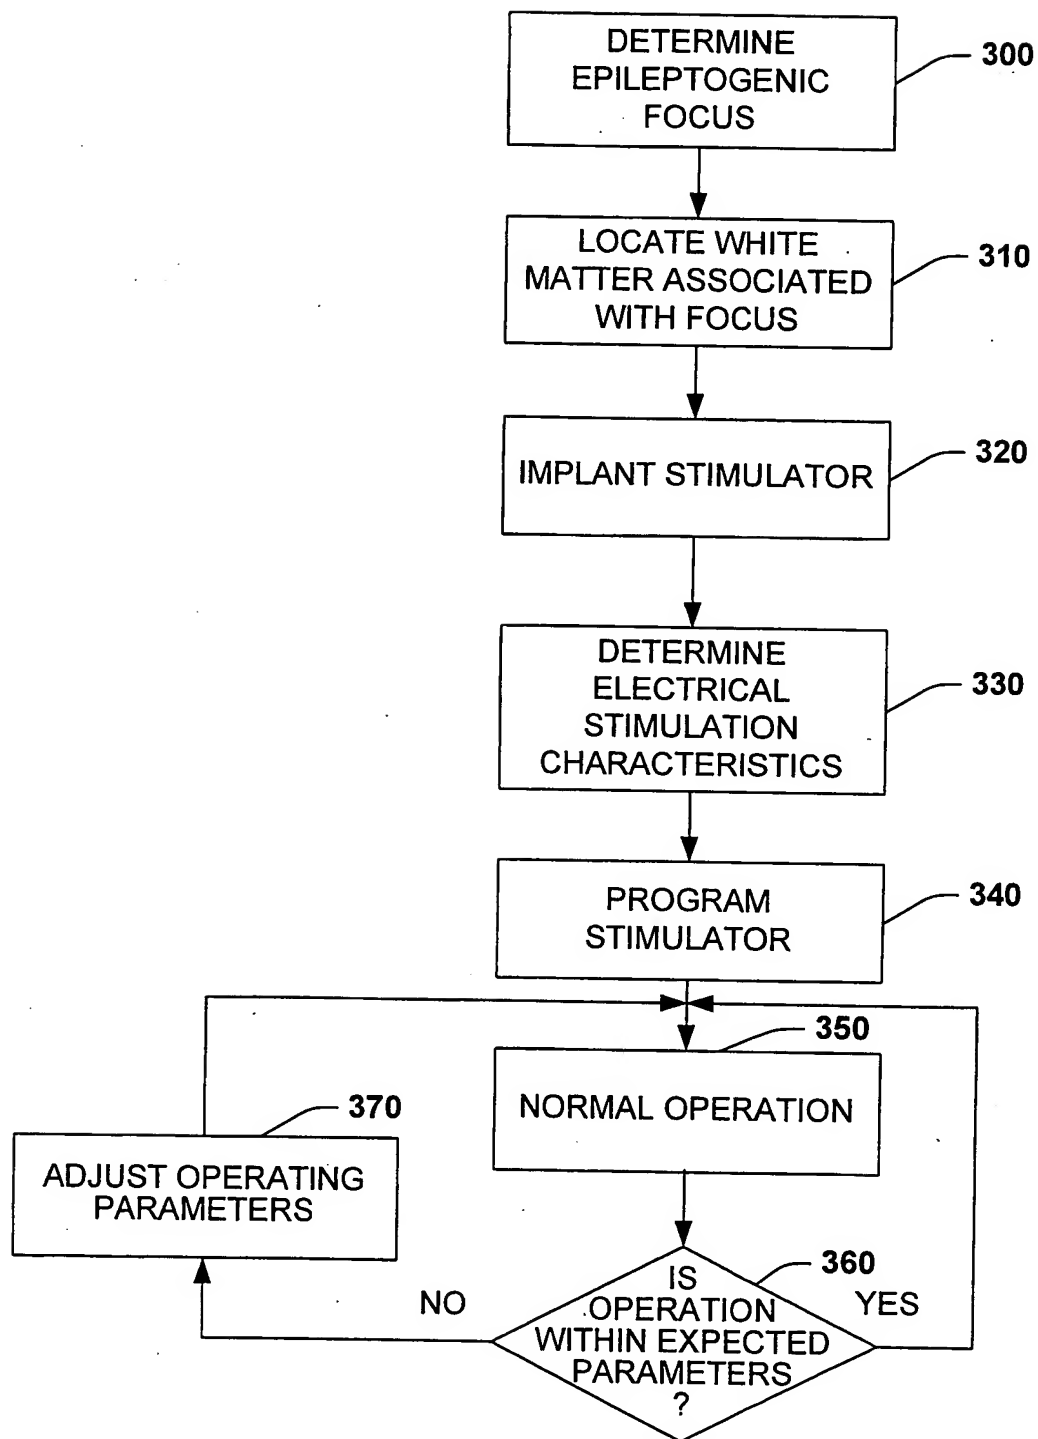 DETERMINE
EPILEPTOGENIC
FOCUS
300
LOCATE WHITE
MATTER ASSOCIATED
WITH FOCUS
310
IMPLANT STIMULATOR
320
DETERMINE
ELECTRICAL
STIMULATION
CHARACTERISTICS
330
PROGRAM
STIMULATOR
340
350
NORMAL OPERATION
370
ADJUST OPERATING
PARAMETERS
360
IS
OPERATION
WITHIN EXPECTED
PARAMETERS
?
NO
YES